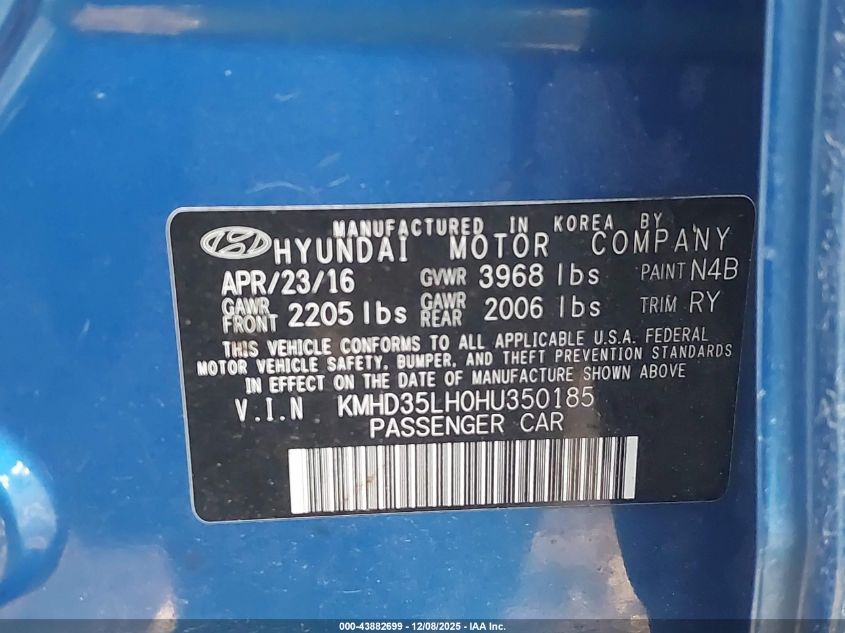 MANUFACTURED IN KOREA BY
HYUNDAI MOTOR COMPANY
APR/23/16 GVWR 3968 lbs PAINT N4B
GAWR FRONT 2205 lbs GAWR REAR 2006 lbs TRIM RY
THIS VEHICLE CONFORMS TO ALL APPLICABLE U.S.A. FEDERAL
MOTOR VEHICLE SAFETY, BUMPER, AND THEFT PREVENTION STANDARDS
IN EFFECT ON THE DATE OF MANUFACTURE SHOWN ABOVE
V.I.N KMHD35LH0HU350185
PASSENGER CAR
000-43882699 - 12/08/2025 - IAA Inc.